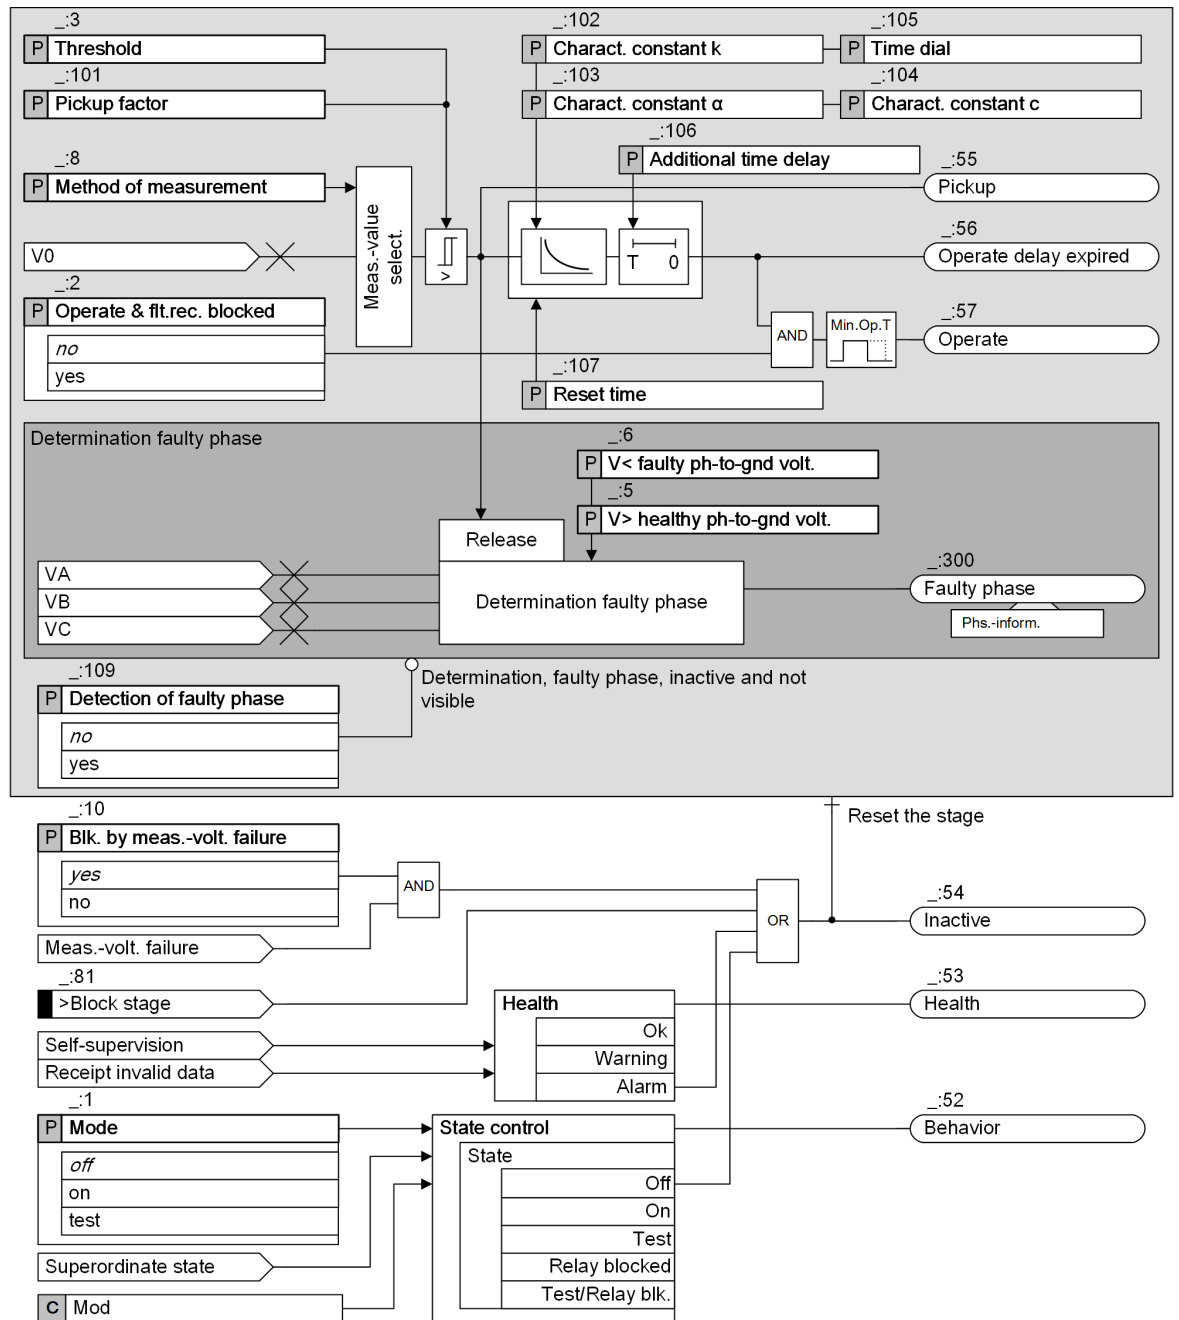 _:3
P Threshold
_:101
P Pickup factor
_:102
P Charact. constant k
_:105
P Time dial
_:103
P Charact. constant α
_:104
P Charact. constant c
_:106
P Additional time delay
_:8
P Method of measurement
Meas.-value
select.
V0
>
T 0
_:55
Pickup
_:56
Operate delay expired
_:2
P Operate & flt.rec. blocked
no
yes
AND
Min.Op.T
_:57
Operate
_:107
P Reset time
Determination faulty phase
_:6
P V< faulty ph-to-gnd volt.
_:5
P V> healthy ph-to-gnd volt.
Release
Determination faulty phase
VA
VB
VC
_:300
Faulty phase
Phs.-inform.
_:109
P Detection of faulty phase
no
yes
Determination, faulty phase, inactive and not
visible
_:10
P Blk. by meas.-volt. failure
yes
no
Meas.-volt. failure
AND
OR
Reset the stage
_:54
Inactive
_:81
>Block stage
Self-supervision
Receipt invalid data
Health
Ok
Warning
Alarm
_:53
Health
_:1
P Mode
off
on
test
Superordinate state
C Mod
State control
State
Off
On
Test
Relay blocked
Test/Relay blk.
_:52
Behavior